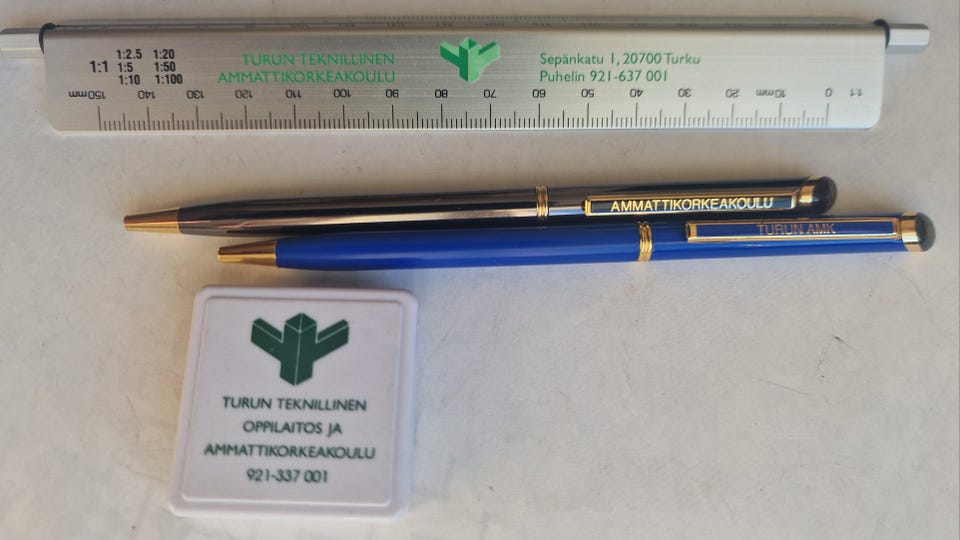 1:1
1:2.5 1:20
1:5 1:50
1:10 1:100
TURUN TEKNILLINEN
AMMATTIKORKEAKOULU
Sepänkatu 1, 20700 Turku
Puhelin 921-637 001
150mm 140 130 120 110 100 90 80 70 60 50 40 30 20 mm 10 0 1:1
AMMATTIKORKEAKOULU
TURUN AMK
TURUN TEKNILLINEN
OPPILAITOS JA
AMMATTIKORKEAKOULU
921-337 001